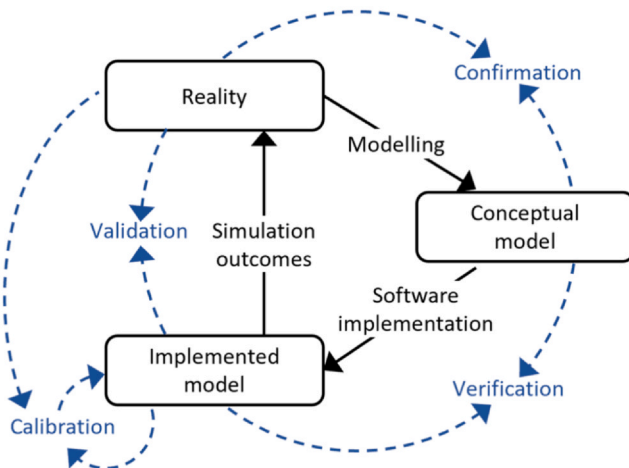 Reality
Confirmation
Modelling
Conceptual
model
Validation
Simulation
outcomes
Software
implementation
Implemented
model
Verification
Calibration